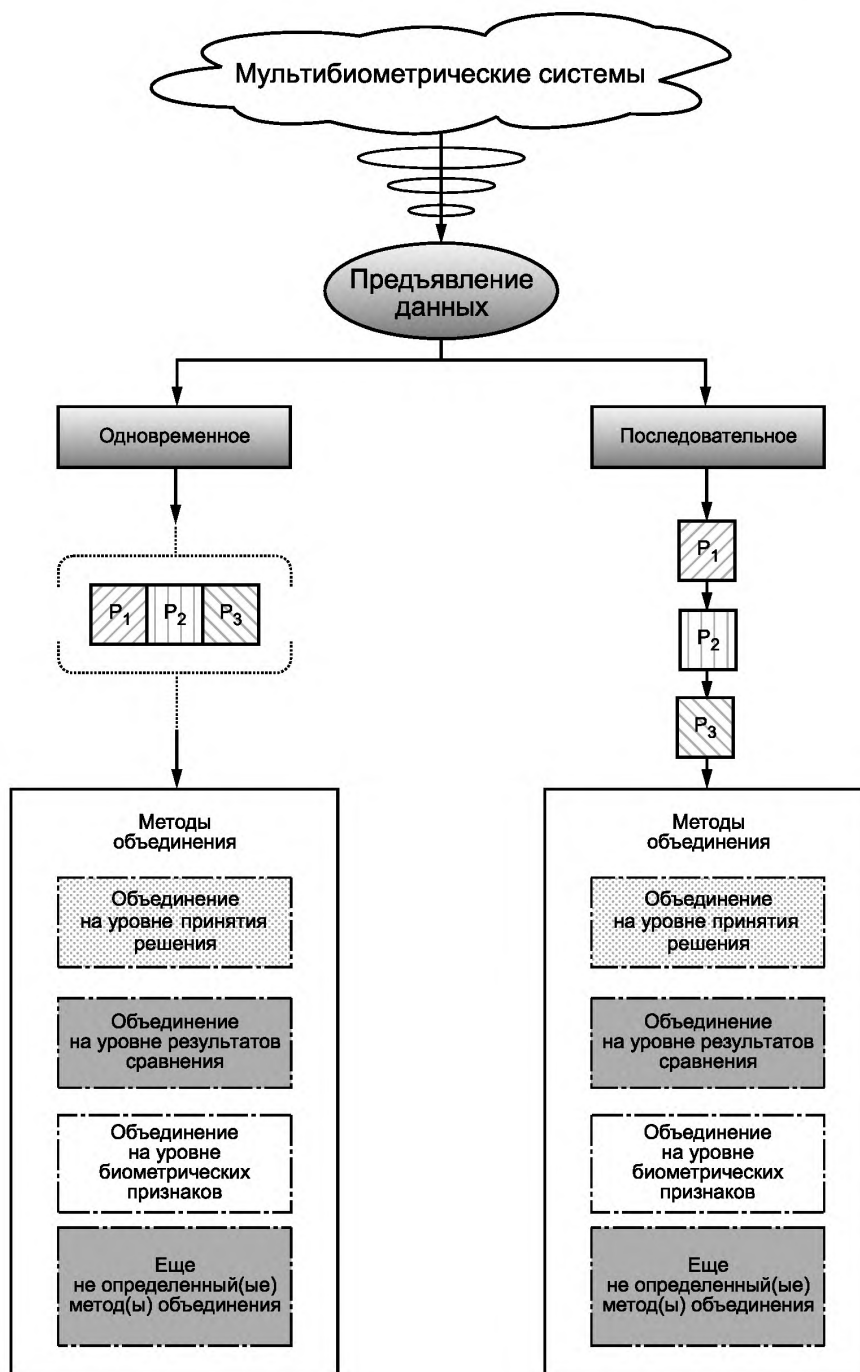 Мультибиометрические системы
Предъявление
данных
Одновременное
P1 P2 P3
Методы
объединения
Объединение
на уровне принятия
решения
Объединение
на уровне результатов
сравнения
Объединение
на уровне
биометрических
признаков
Еще
не определенный(ые)
метод(ы) объединения
Последовательное
P1
P2
P3
Методы
объединения
Объединение
на уровне принятия
решения
Объединение
на уровне результатов
сравнения
Объединение
на уровне
биометрических
признаков
Еще
не определенный(ые)
метод(ы) объединения